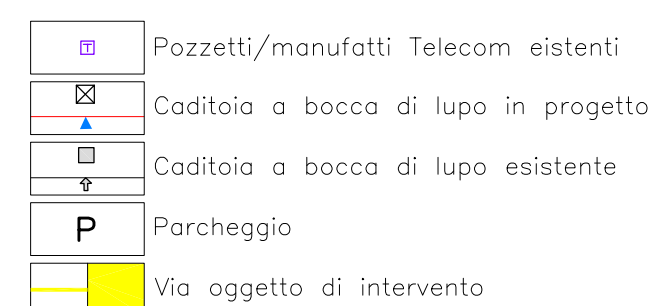 T Pozzetti/manufatti Telecom eistenti
Caditoia a bocca di lupo in progetto
Caditoia a bocca di lupo esistente
P Parcheggio
Via oggetto di intervento